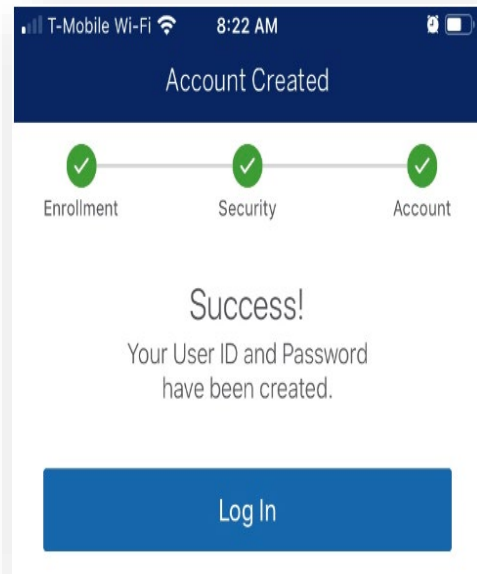 T-Mobile Wi-Fi 8:22 AM
Account Created
Enrollment Security Account
Success!
Your User ID and Password
have been created.
Log In